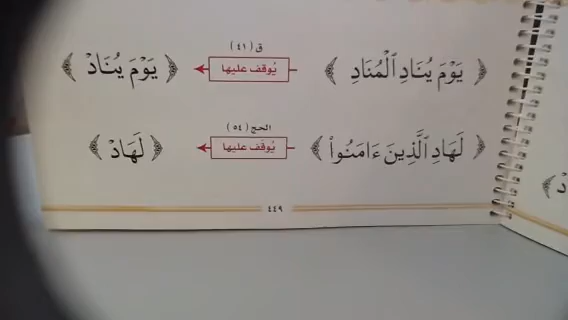 ق (٤١)
﴿يَوْمَ يُنَادِ ٱلْمُنَادِ﴾ يُوقف عليها ﴿يَوْمَ يُنَادْ﴾
الحج (٥٤)
﴿لَهَادِ ٱلَّذِينَ ءَامَنُوٓا۟﴾ يُوقف عليها ﴿لَهَادْ﴾
٤٤٩